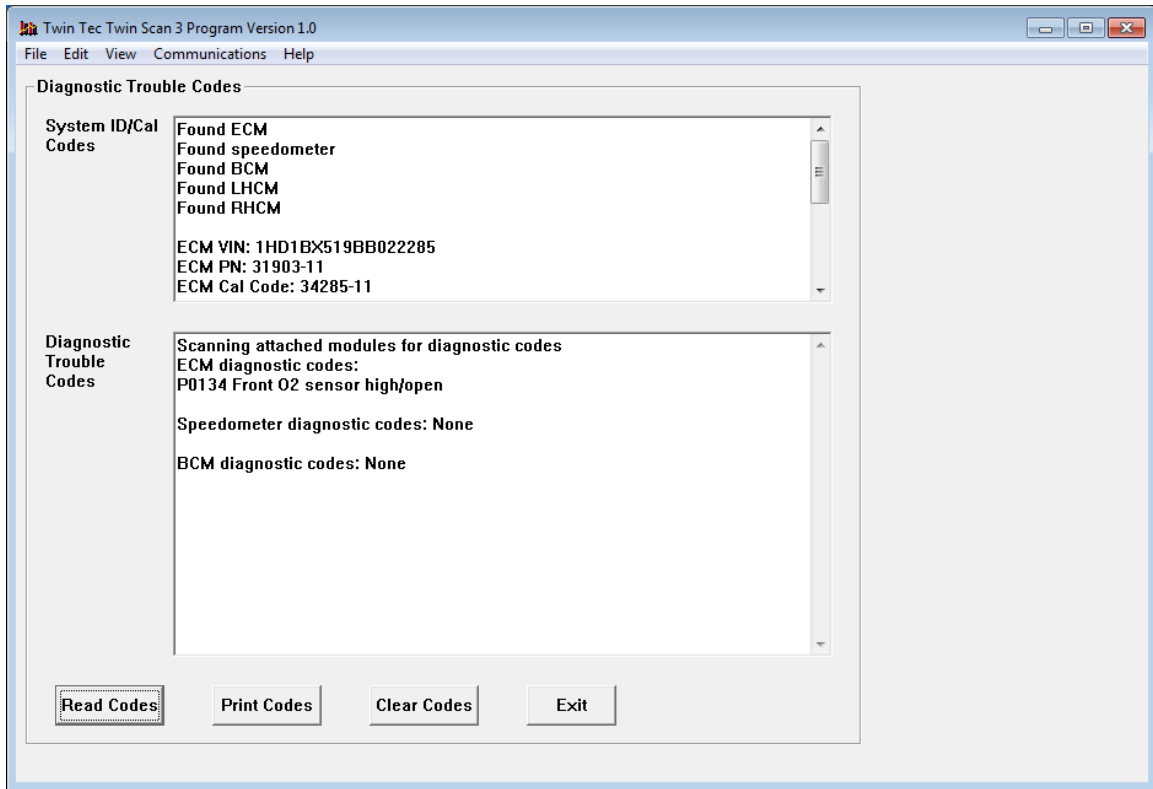 Twin Tec Twin Scan 3 Program Version 1.0
File Edit View Communications Help
Diagnostic Trouble Codes
System ID/Cal Codes
Found ECM
Found speedometer
Found BCM
Found LHCM
Found RHCM
ECM VIN: 1HD1BX519BB022285
ECM PN: 31903-11
ECM Cal Code: 34285-11
Diagnostic Trouble Codes
Scanning attached modules for diagnostic codes
ECM diagnostic codes:
P0134 Front O2 sensor high/open
Speedometer diagnostic codes: None
BCM diagnostic codes: None
Read Codes Print Codes Clear Codes Exit